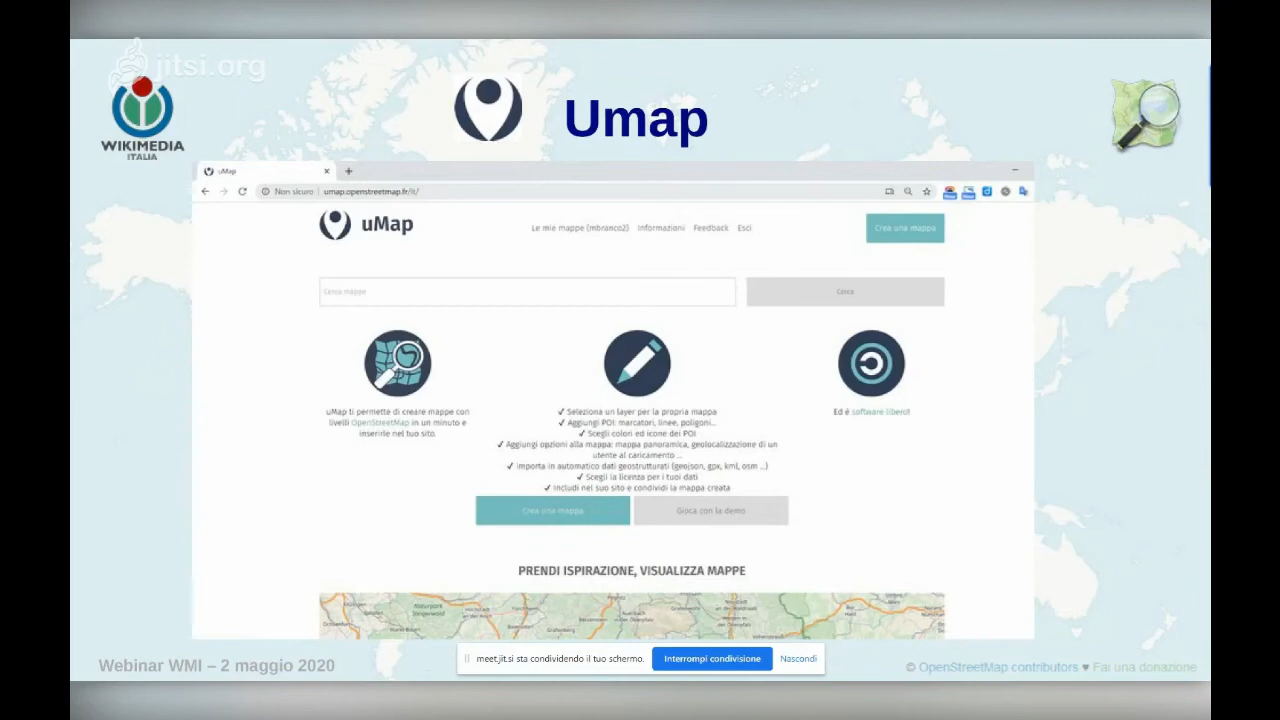 jitsi.org
WIKIMEDIA
ITALIA
Umap
uMap
Non sicuro | umap.openstreetmap.fr/it/
uMap
Le mie mappe (mbranco2) Informazioni Feedback Esci
Crea una mappa
Cerca mappe
Cerca
uMap ti permette di creare mappe con
livelli OpenStreetMap in un minuto e
inserirle nel tuo sito.
✓ Seleziona un layer per la propria mappa
✓ Aggiungi POI: marcatori, linee, poligoni...
✓ Scegli colori ed icone dei POI
✓ Aggiungi opzioni alla mappa: mappa panoramica, geolocalizzazione di un
utente al caricamento ...
✓ Importa in automatico dati geostrutturati (geojson, gpx, kml, osm ...)
✓ Scegli la licenza per i tuoi dati
✓ Includi nel suo sito e condividi la mappa creata
Ed è software libero!
Crea una mappa
Gioca con la demo
PRENDI ISPIRAZIONE, VISUALIZZA MAPPE
Naturpark
Steigerwald
meet.jit.si sta condividendo il tuo schermo.
Interrompi condivisione
Nascondi
Webinar WMI – 2 maggio 2020
© OpenStreetMap contributors ♥ Fai una donazione